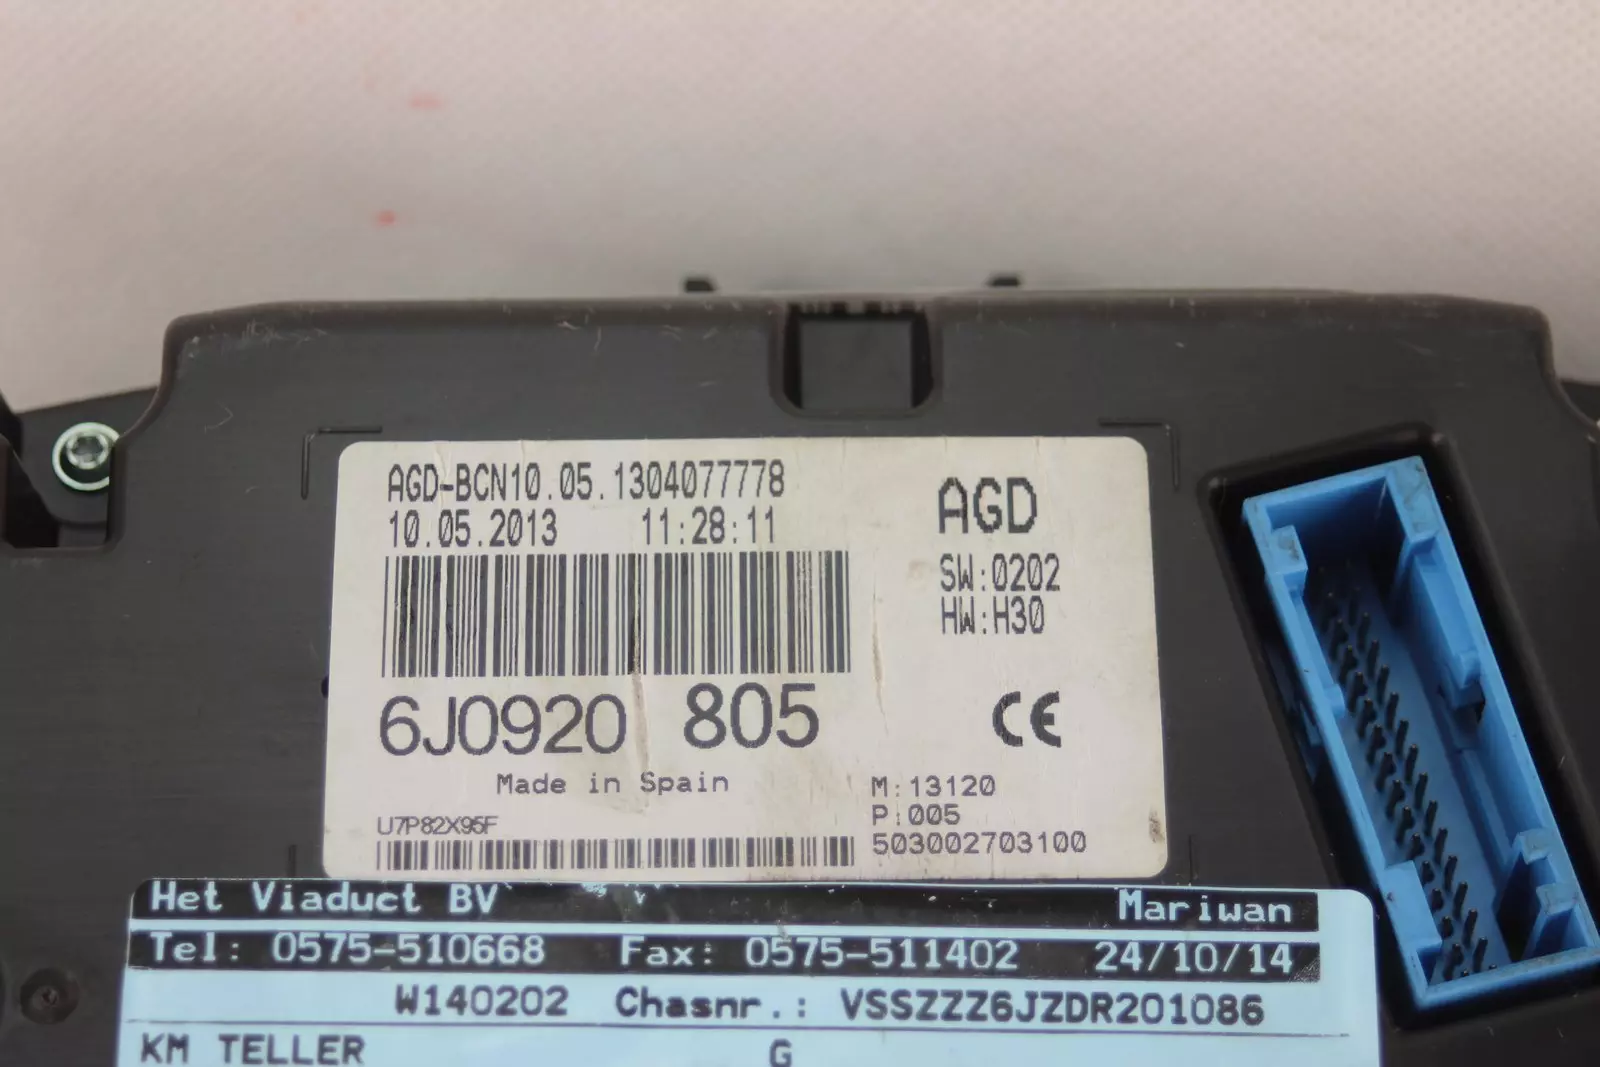 AGD-BCN10.05.1304077778
10.05.2013 11:28:11
AGD
SW:0202
HW:H30
6J0920 805
CE
Made in Spain
U7P82X95F
M:13120
P:005
503002703100
Het Viaduct BV Mariwan
Tel: 0575-510668 Fax: 0575-511402 24/10/14
W140202 Chasnr.: VSSZZZ6JZDR201086
KM TELLER G